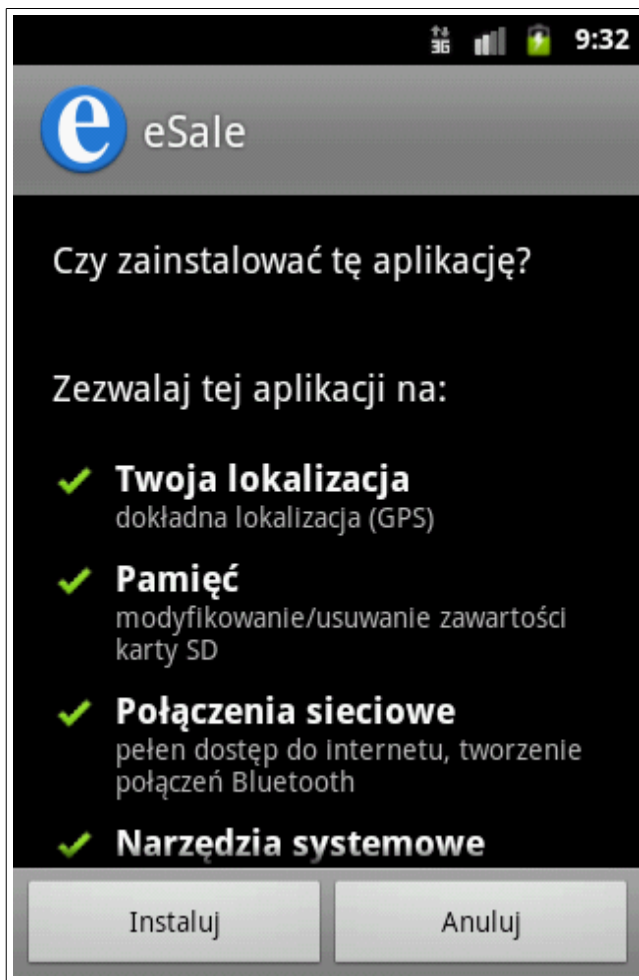 3G 9:32
e eSale
Czy zainstalować tę aplikację?
Zezwalaj tej aplikacji na:
Twoja lokalizacja
dokładna lokalizacja (GPS)
Pamięć
modyfikowanie/usuwanie zawartości
karty SD
Połączenia sieciowe
pełen dostęp do internetu, tworzenie
połączeń Bluetooth
Narzędzia systemowe
Instaluj Anuluj